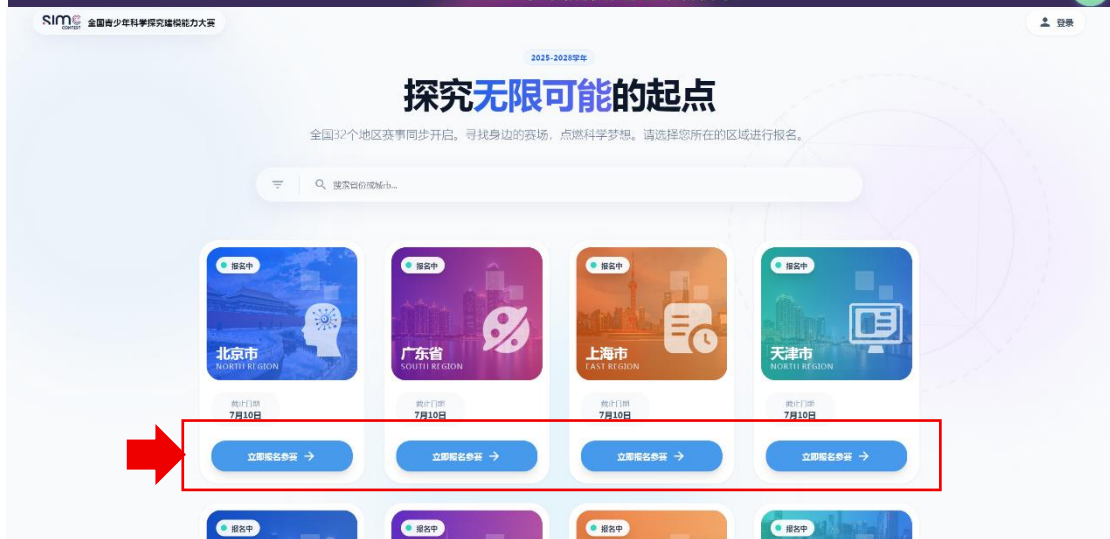 SIMC CONTEST 全国青少年科学探究建模能力大赛
登录
2025-2028学年
探究无限可能的起点
全国32个地区赛事同步开启。寻找身边的赛场，点燃科学梦想。请选择您所在的区域进行报名。
搜索省份或城市...
报名中 报名中 报名中 报名中
北京市 广东省 上海市 天津市
NORTH REGION SOUTH REGION EAST REGION NORTH REGION
截止日期 截止日期 截止日期 截止日期
7月10日 7月10日 7月10日 7月10日
立即报名参赛 → 立即报名参赛 → 立即报名参赛 → 立即报名参赛 →
报名中 报名中 报名中 报名中